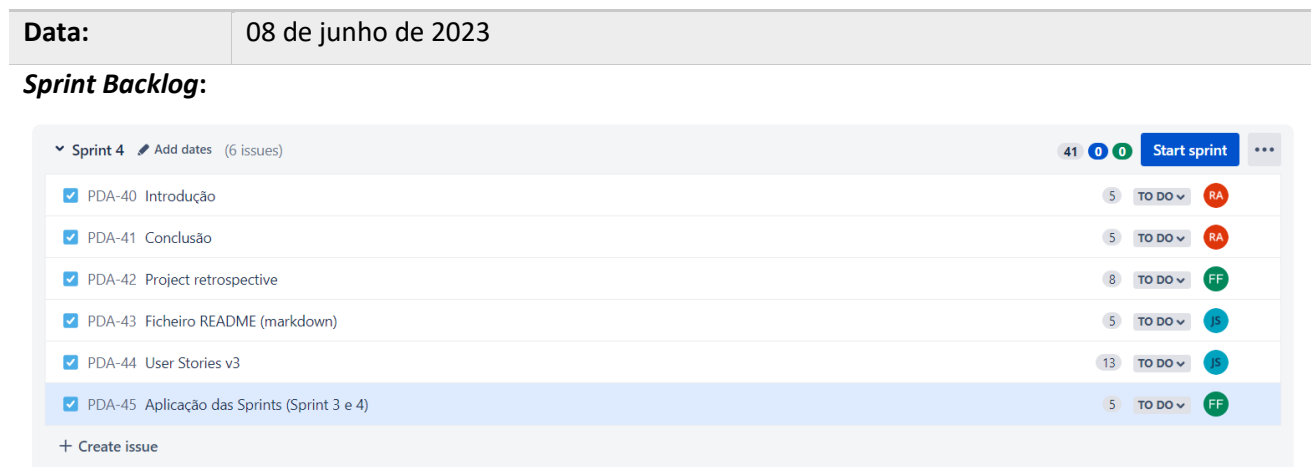 Data: 08 de junho de 2023
Sprint Backlog:
Sprint 4 Add dates (6 issues) 41 0 0 Start sprint
PDA-40 Introdução 5 TO DO RA
PDA-41 Conclusão 5 TO DO RA
PDA-42 Project retrospective 8 TO DO FF
PDA-43 Ficheiro README (markdown) 5 TO DO JS
PDA-44 User Stories v3 13 TO DO JS
PDA-45 Aplicação das Sprints (Sprint 3 e 4) 5 TO DO FF
+ Create issue